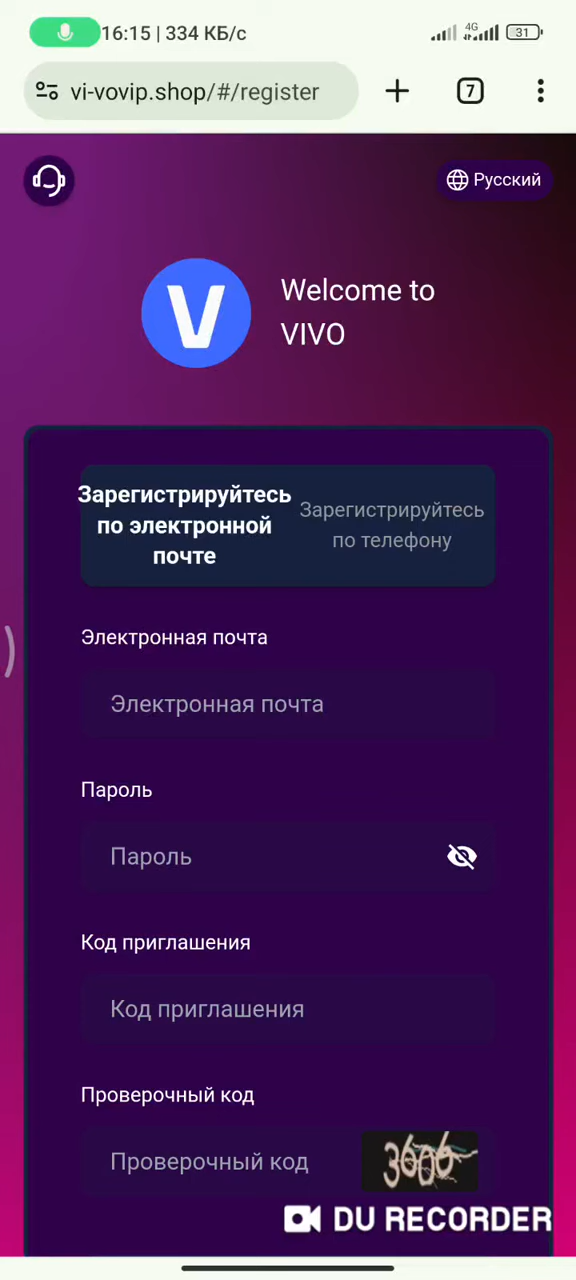 16:15 | 334 КБ/с
4G
31
vi-vovip.shop/#/register
7
Русский
V
Welcome to
VIVO
Зарегистрируйтесь
по электронной
почте
Зарегистрируйтесь
по телефону
Электронная почта
Электронная почта
Пароль
Пароль
Код приглашения
Код приглашения
Проверочный код
Проверочный код
3606
DU RECORDER